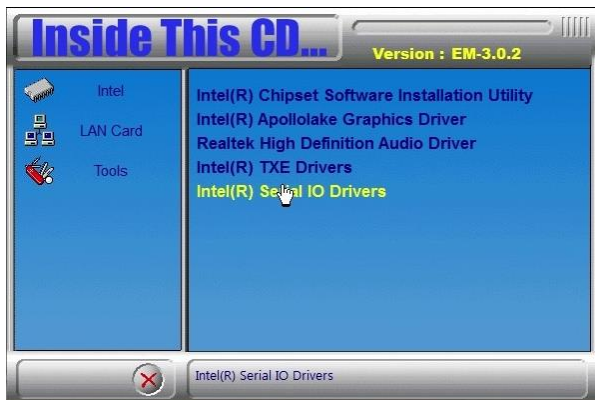 Inside This CD...
Version : EM-3.0.2
Intel
LAN Card
Tools
Intel(R) Chipset Software Installation Utility
Intel(R) Apollolake Graphics Driver
Realtek High Definition Audio Driver
Intel(R) TXE Drivers
Intel(R) Serial IO Drivers
Intel(R) Serial IO Drivers